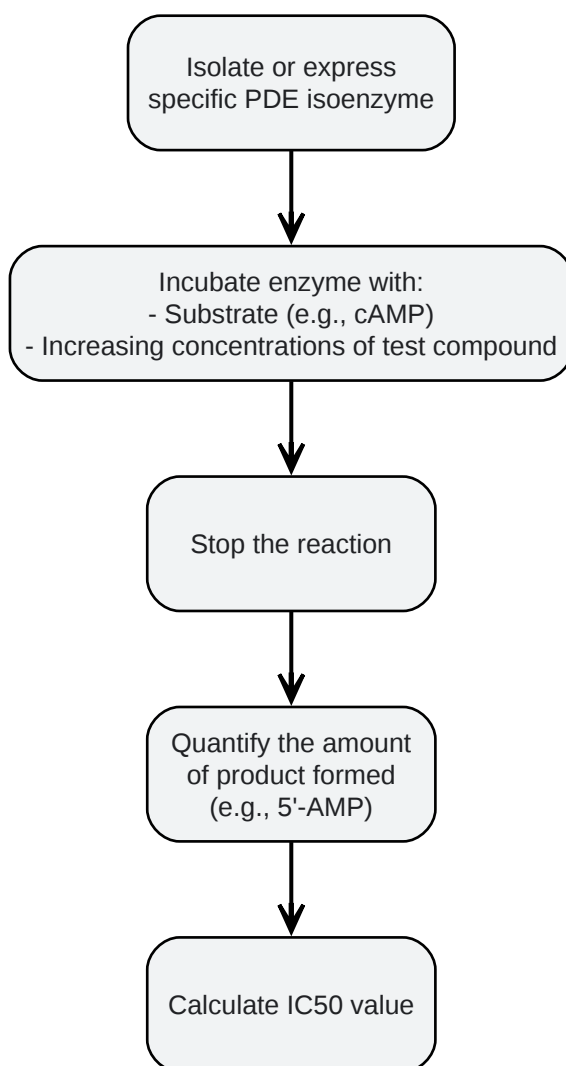 Isolate or express
specific PDE isoenzyme
Incubate enzyme with:
- Substrate (e.g., cAMP)
- Increasing concentrations of test compound
Stop the reaction
Quantify the amount
of product formed
(e.g., 5'-AMP)
Calculate IC50 value